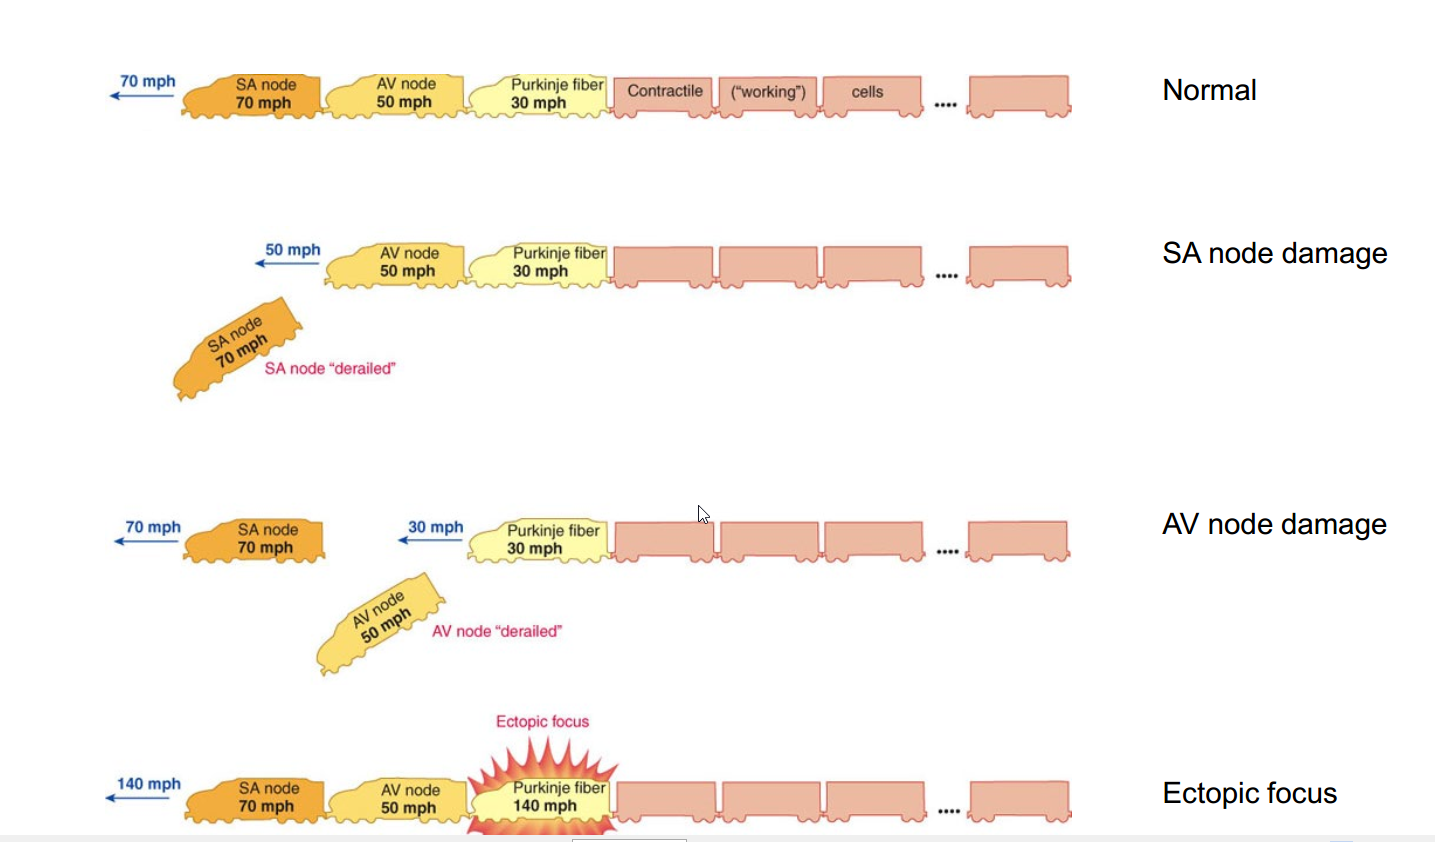 70 mph
SA node
70 mph
AV node
50 mph
Purkinje fiber
30 mph
Contractile
(“working”)
cells
....
Normal
50 mph
AV node
50 mph
Purkinje fiber
30 mph
....
SA node damage
SA node
70 mph
SA node “derailed”
70 mph
SA node
70 mph
30 mph
Purkinje fiber
30 mph
....
AV node damage
AV node
50 mph
AV node “derailed”
Ectopic focus
140 mph
SA node
70 mph
AV node
50 mph
Purkinje fiber
140 mph
....
Ectopic focus